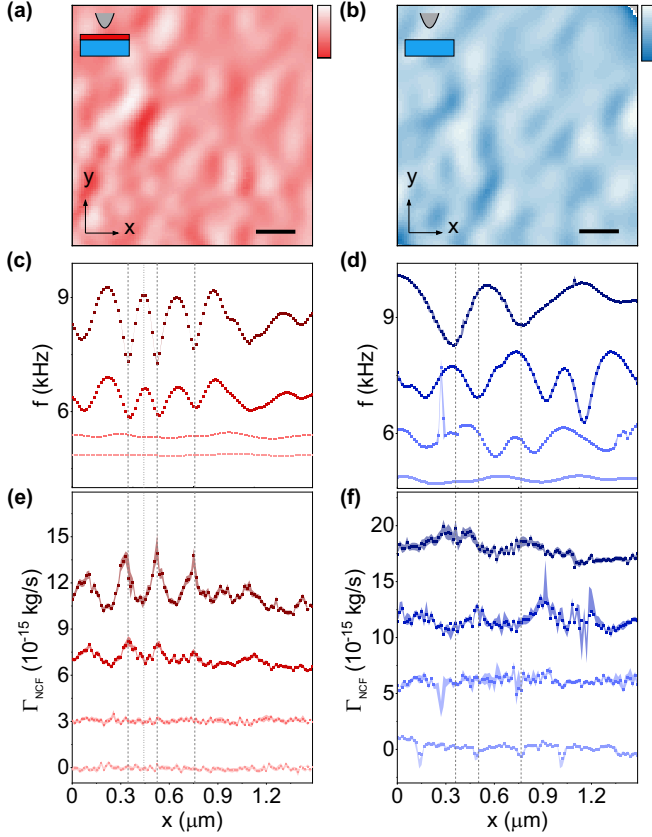 (a)
(b)
y
x
y
x
(c)
(d)
f (kHz)
9
6
f (kHz)
9
6
(e)
(f)
Γ_NCF (10^-15 kg/s)
15
12
9
6
3
0
Γ_NCF (10^-15 kg/s)
20
15
10
5
0
0 0.3 0.6 0.9 1.2
x (μm)
0 0.3 0.6 0.9 1.2
x (μm)